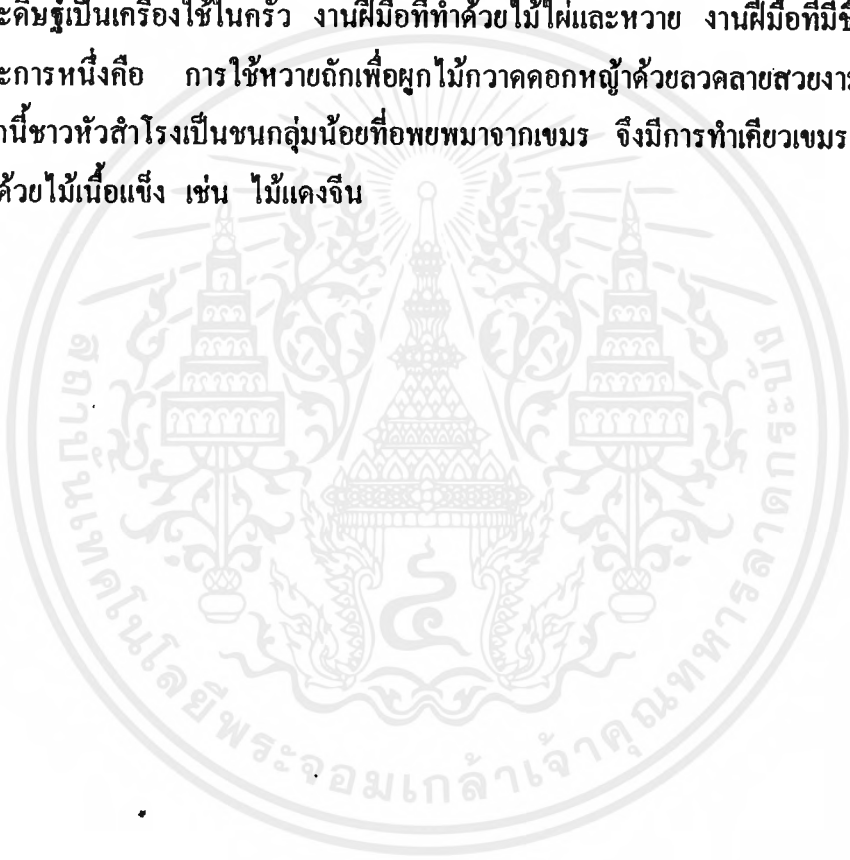 ะดิษฐ์เป็นเครื่องใช้ในครัว งานฝีมือที่ทำด้วยไม้ไผ่และหวาย งานฝีมือที่มีชื
ะการหนึ่งคือ การใช้หวายถักเพื่อผูกไม้กวาดดอกหญ้าด้วยลวดลายสวยงา
กนี้ชาวหัวสำโรงเป็นชนกลุ่มน้อยที่อพยพมาจากเขมร จึงมีการทำเคียวเขมร
ด้วยไม้เนื้อแข็ง เช่น ไม้แดงจีน
สถาบันเทคโนโลยีพระจอมเกล้าเจ้าคุณทหารลาดกระบัง